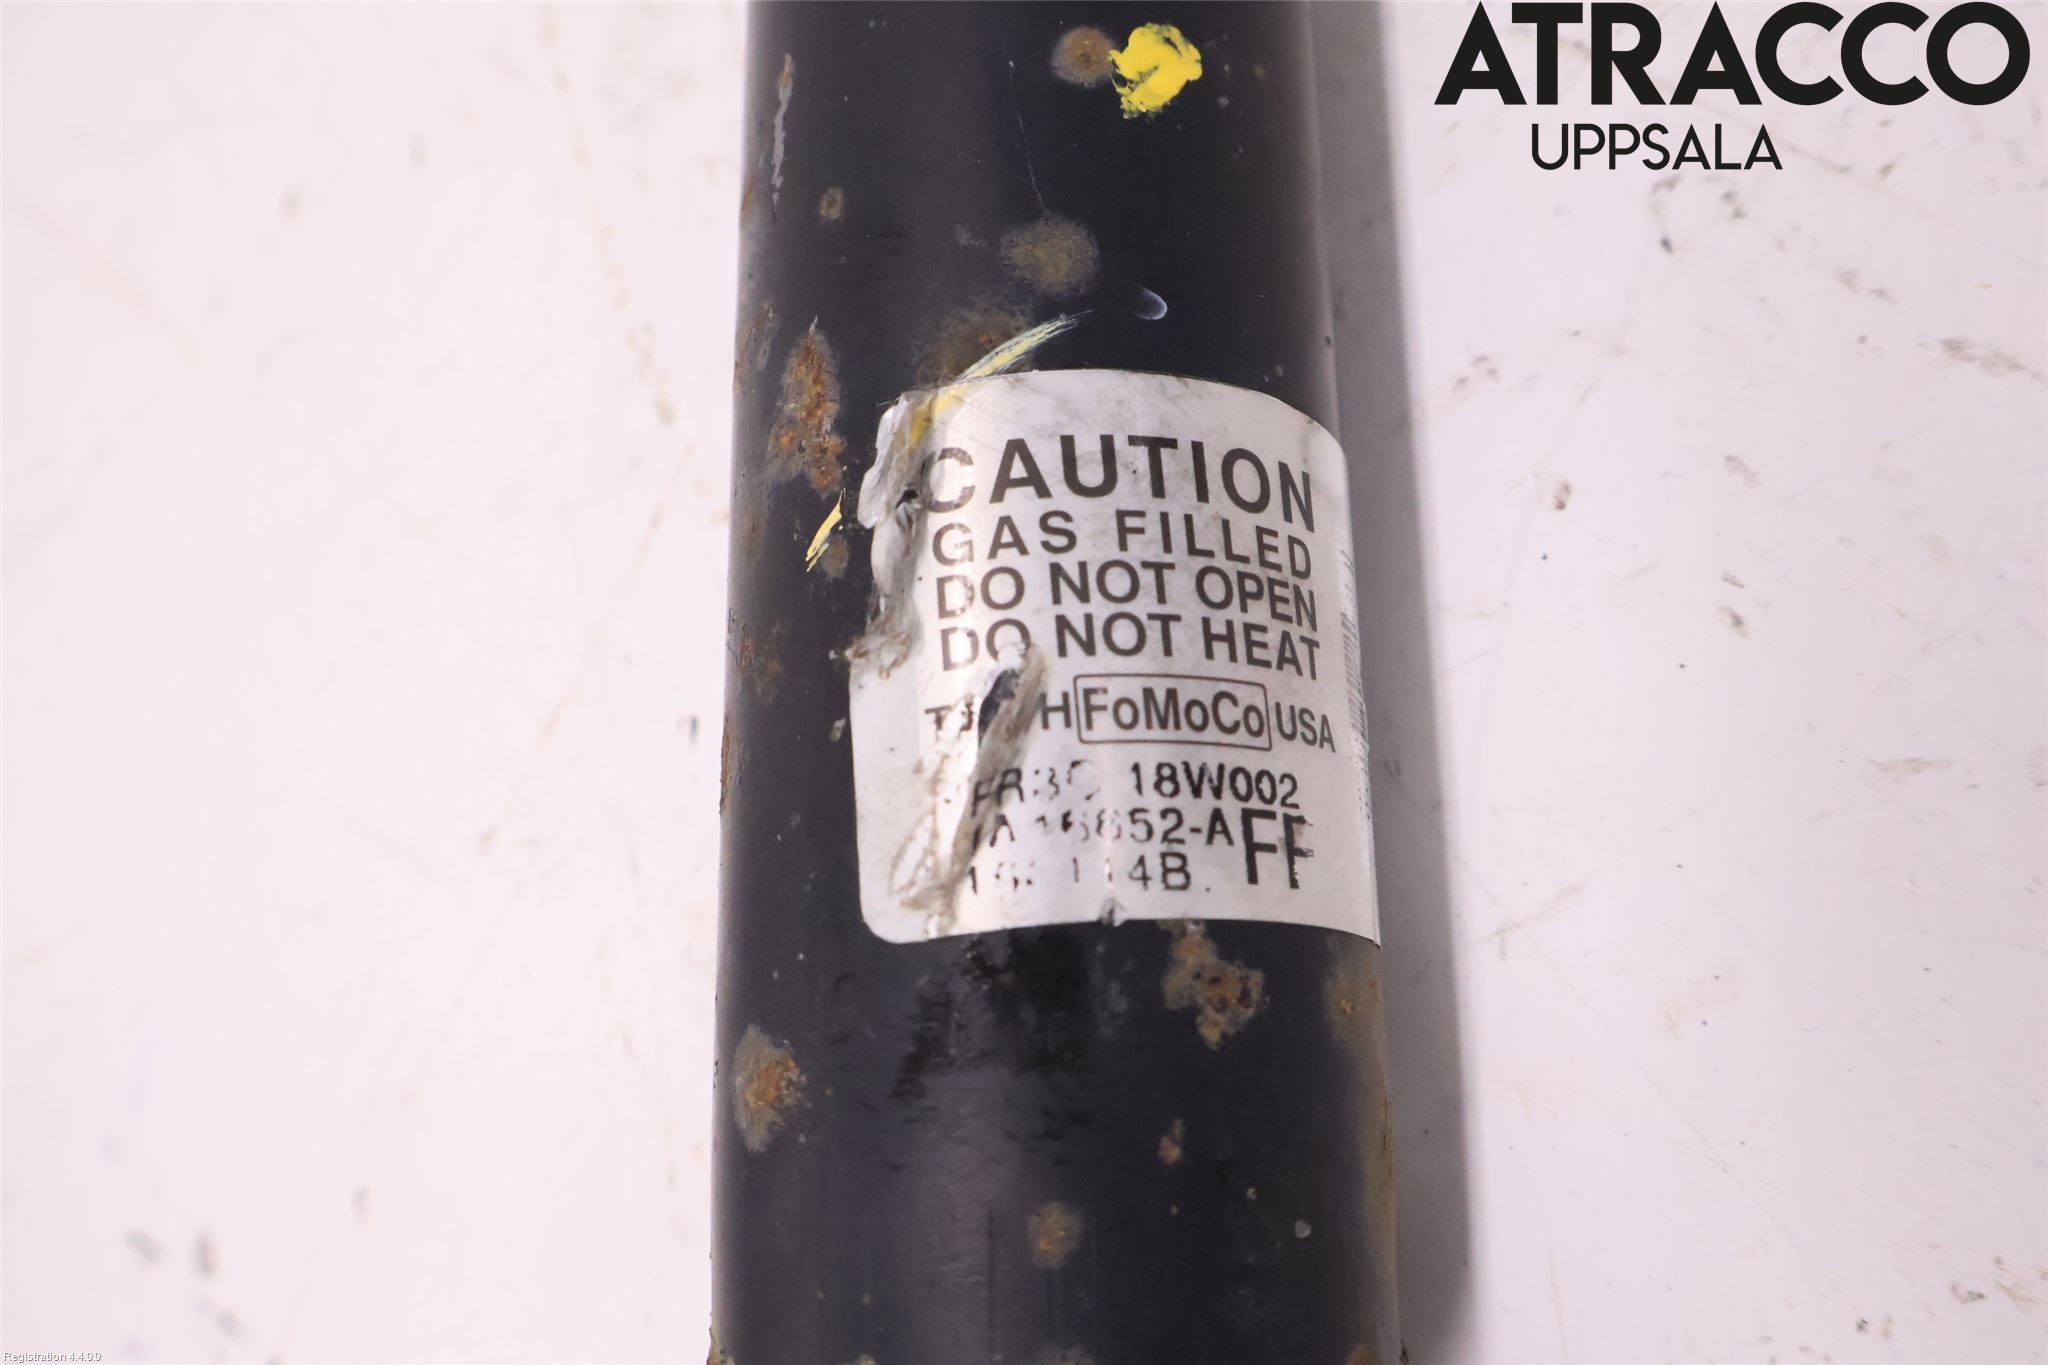 ATRACCO
UPPSALA
CAUTION
GAS FILLED
DO NOT OPEN
DO NOT HEAT
FoMoCo USA
18W002
FF
Registration 4.4.0.0